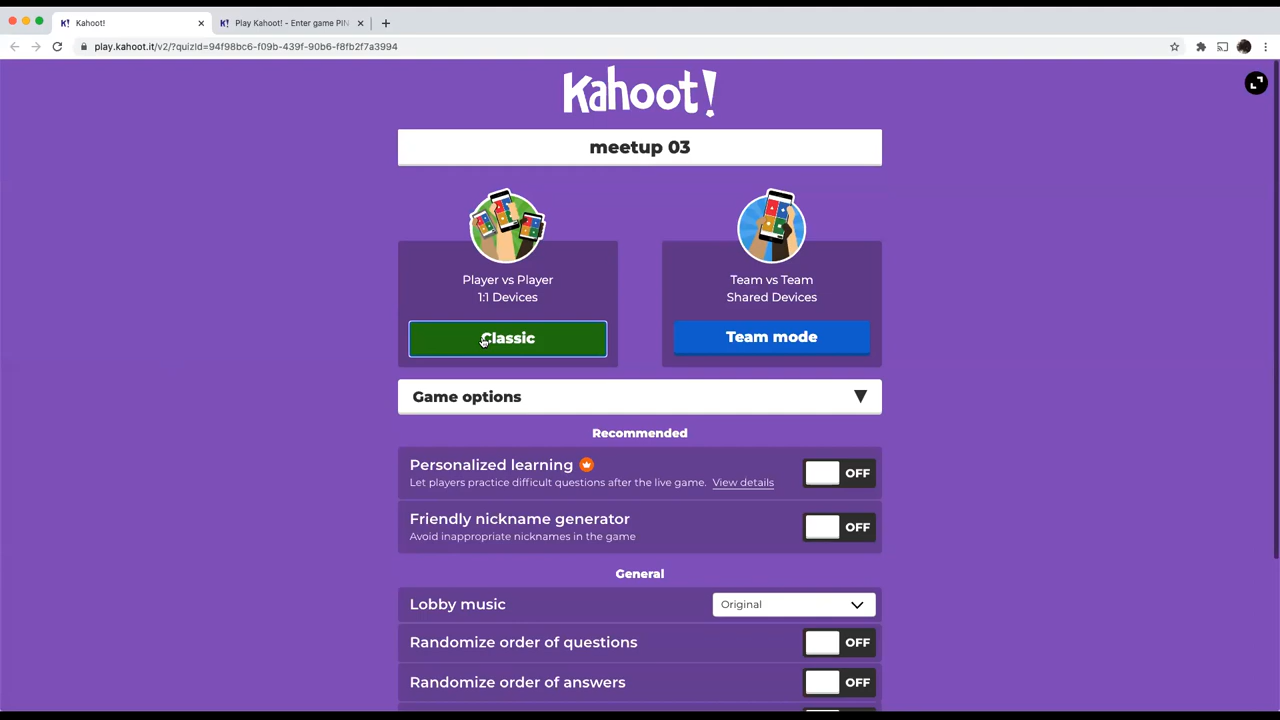 Kahoot!
Play Kahoot! - Enter game PIN
play.kahoot.it/v2/?quizId=94f98bc6-f09b-439f-90b6-f8fb2f7a3994
Kahoot!
meetup 03
Player vs Player
1:1 Devices
Classic
Team vs Team
Shared Devices
Team mode
Game options
Recommended
Personalized learning
Let players practice difficult questions after the live game. View details
OFF
Friendly nickname generator
Avoid inappropriate nicknames in the game
OFF
General
Lobby music
Original
Randomize order of questions
OFF
Randomize order of answers
OFF